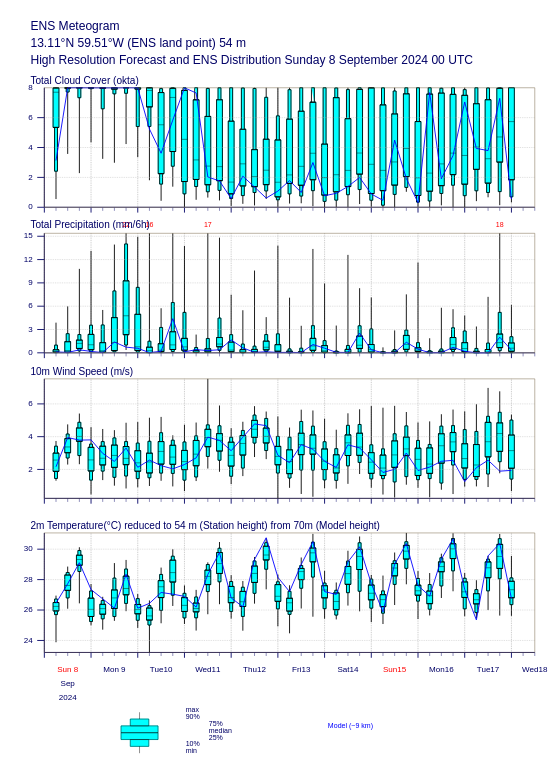 ENS Meteogram
13.11°N 59.51°W (ENS land point) 54 m
High Resolution Forecast and ENS Distribution Sunday 8 September 2024 00 UTC
Total Cloud Cover (okta)
8
6
4
2
0
Total Precipitation (mm/6h)
17
18
15
12
9
6
3
0
10m Wind Speed (m/s)
6
4
2
2m Temperature(°C) reduced to 54 m (Station height) from 70m (Model height)
30
28
26
24
Sun 8 Mon 9 Tue10 Wed11 Thu12 Fri13 Sat14 Sun15 Mon16 Tue17 Wed18
Sep
2024
max
90%
75%
median
25%
10%
min
Model (~9 km)